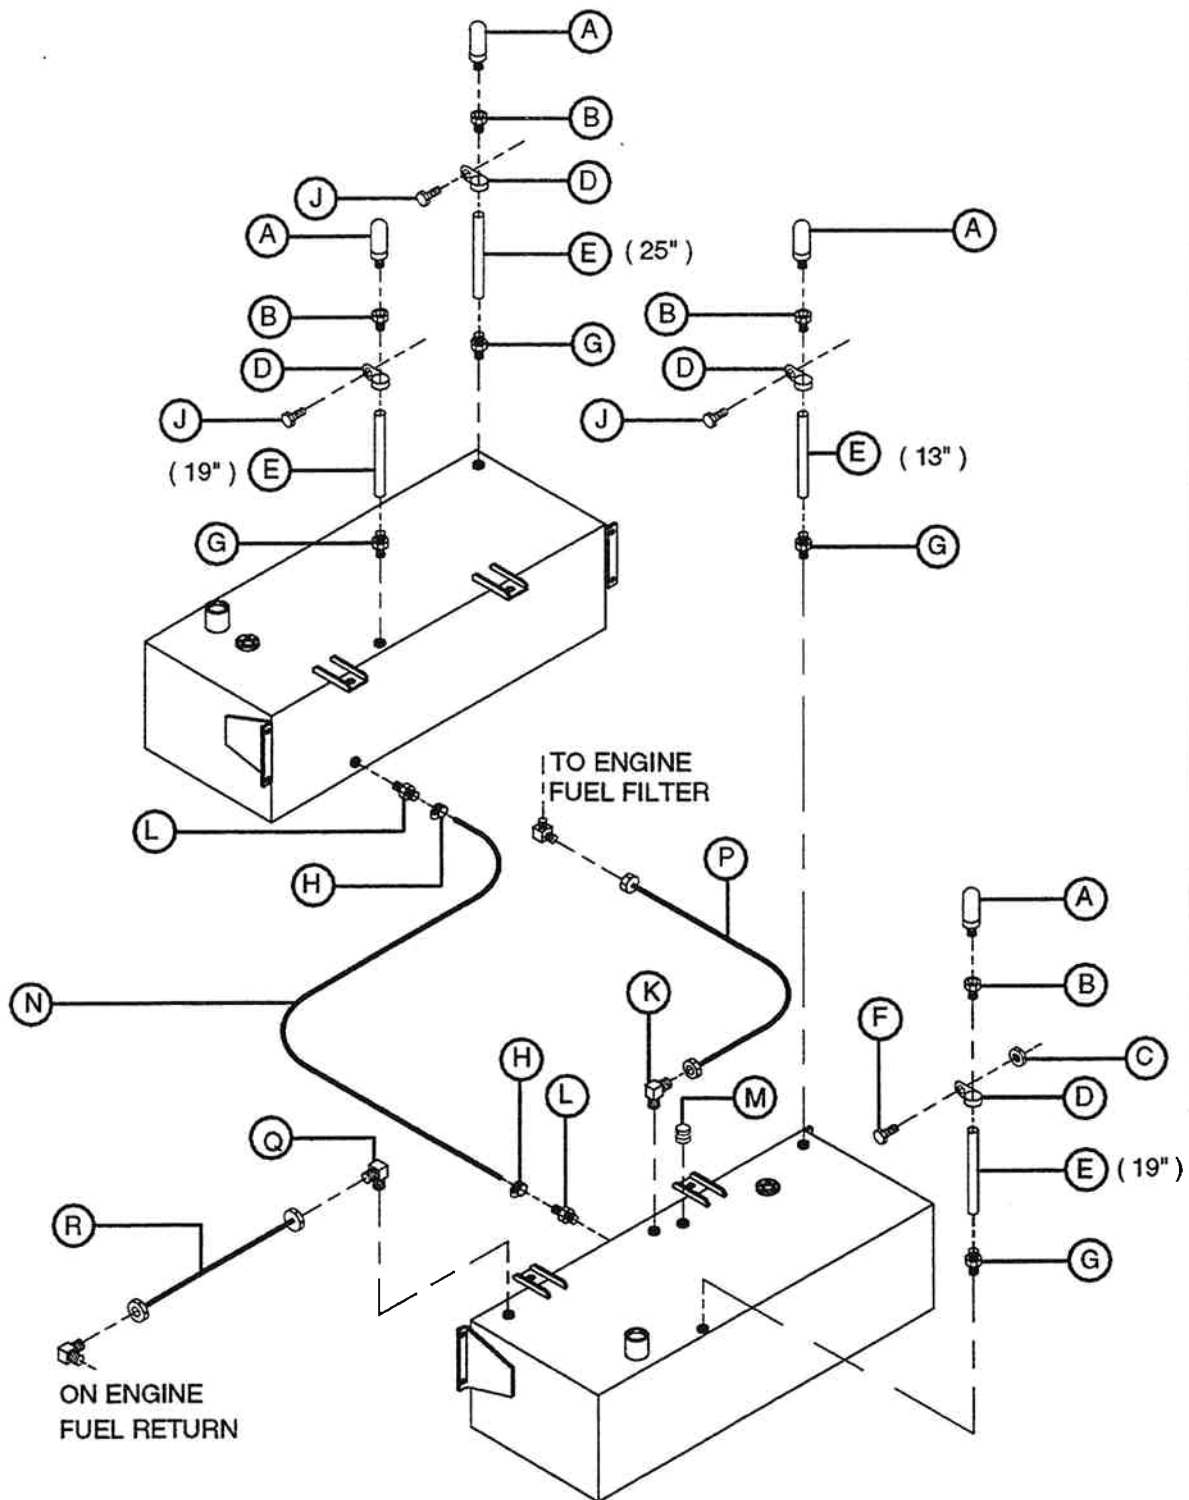 A
B
D
J
A
E ( 25" )
A
B
B
G
D
D
J
J
( 19" ) E
E ( 13" )
G
G
TO ENGINE
FUEL FILTER
L
P
H
A
N
K
B
F
H
C
L
M
D
Q
E ( 19" )
R
G
ON ENGINE
FUEL RETURN